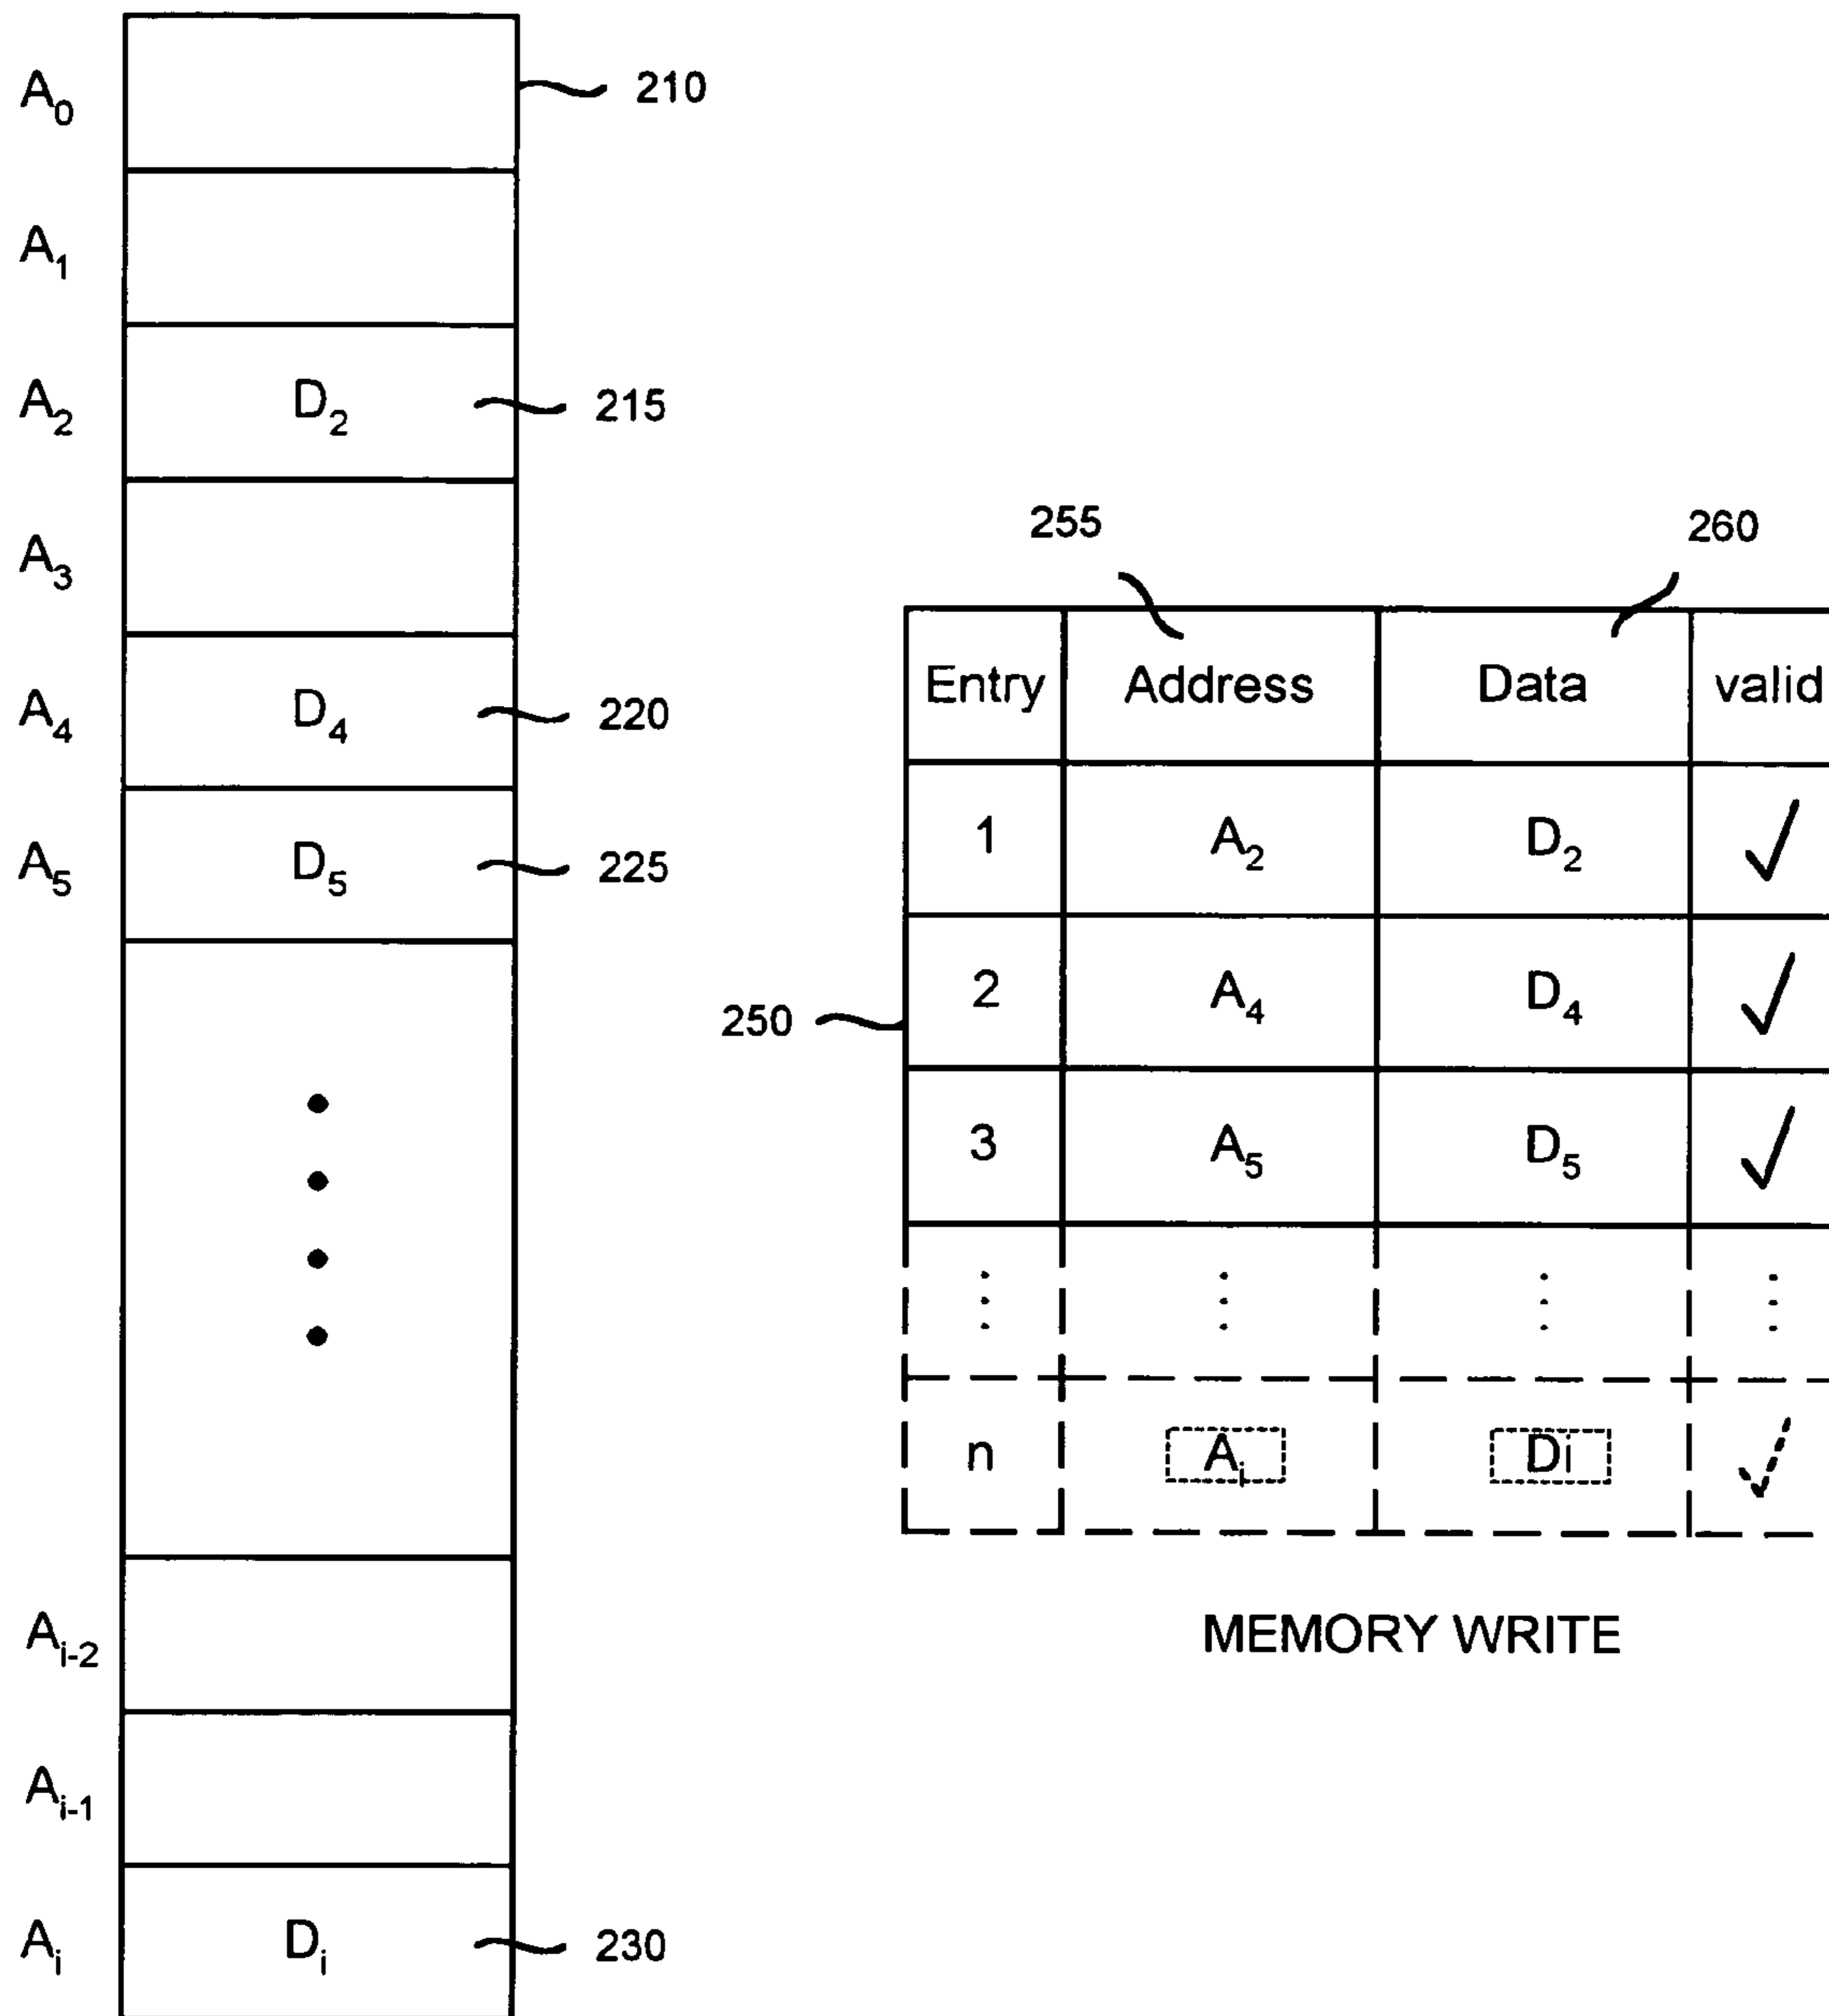 A₀ 210
A₁
A₂ D₂ 215
A₃
A₄ D₄ 220
A₅ D₅ 225
Aᵢ₋₂
Aᵢ₋₁
Aᵢ Dᵢ 230
255 260
Entry Address Data valid
1 A₂ D₂ ✓
250
2 A₄ D₄ ✓
3 A₅ D₅ ✓
n Aᵢ Di ✓
MEMORY WRITE